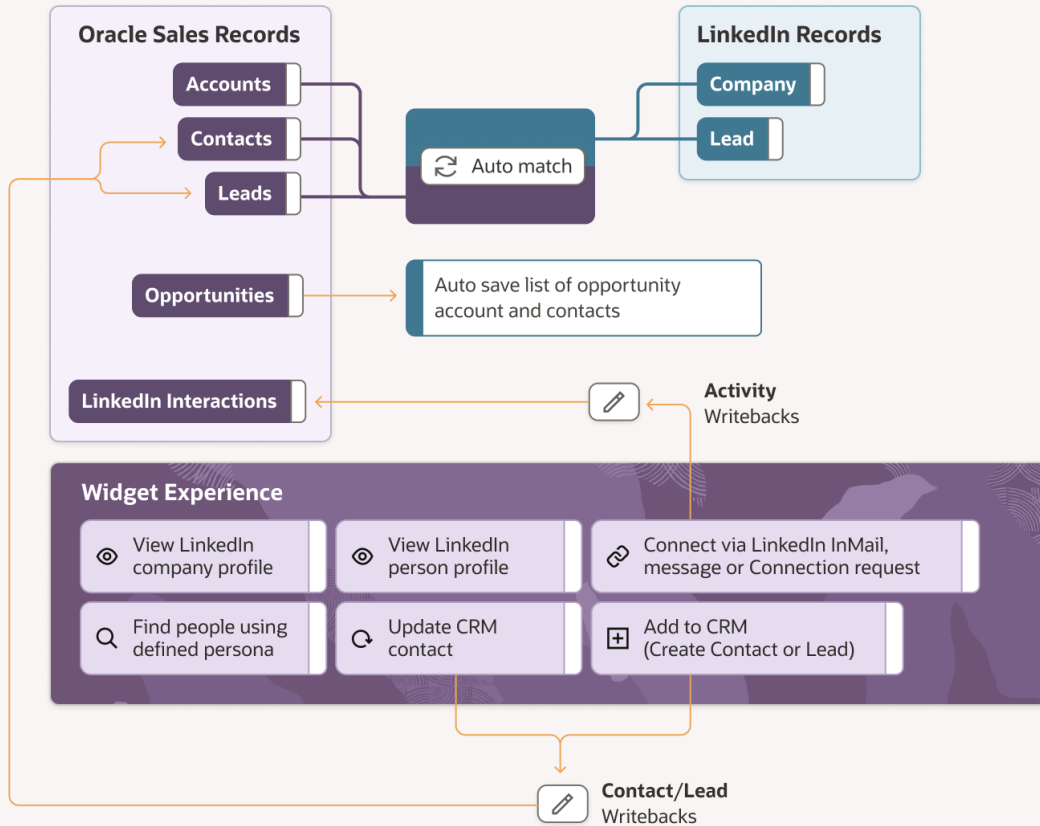 Oracle Sales Records
LinkedIn Records
Accounts
Company
Contacts
Lead
Auto match
Leads
Opportunities
Auto save list of opportunity
account and contacts
LinkedIn Interactions
Activity
Writebacks
Widget Experience
View LinkedIn
company profile
View LinkedIn
person profile
Connect via LinkedIn InMail,
message or Connection request
Find people using
defined persona
Update CRM
contact
Add to CRM
(Create Contact or Lead)
Contact/Lead
Writebacks